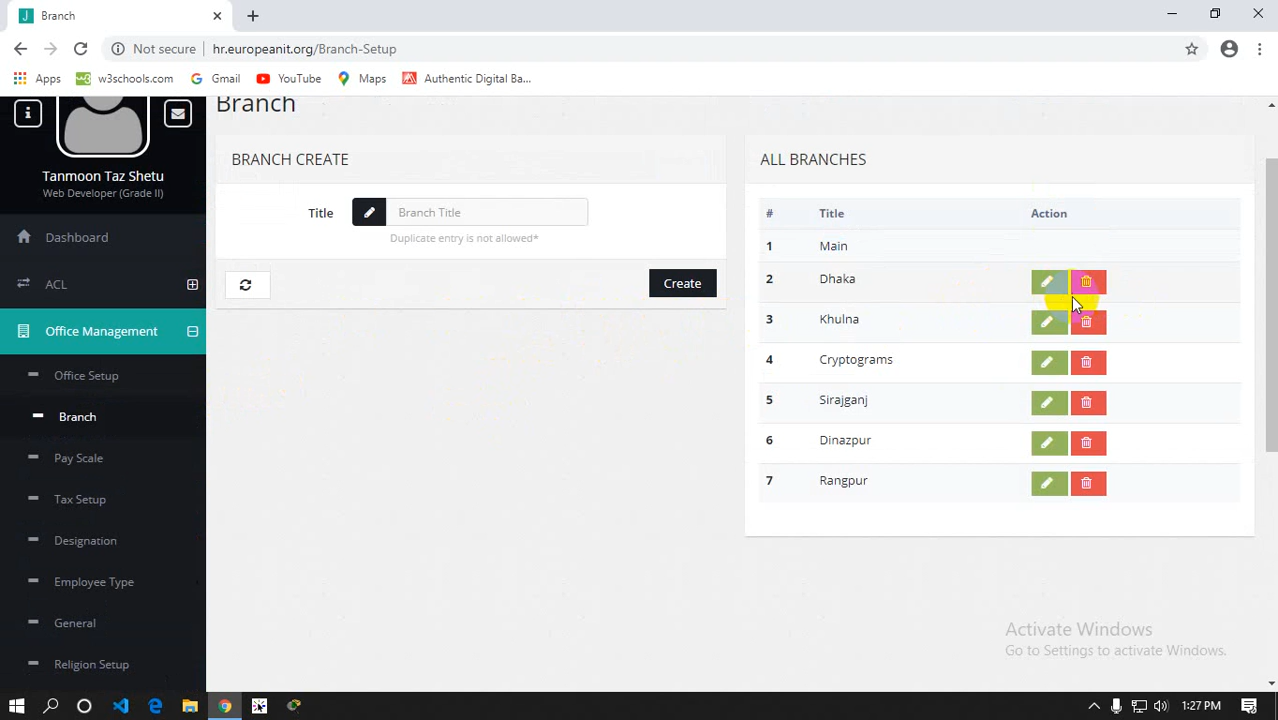 Branch
Not secure
hr.europeanit.org/Branch-Setup
Apps
w3schools.com
Gmail
YouTube
Maps
Authentic Digital Ba...
Tanmoon Taz Shetu
Web Developer (Grade II)
Dashboard
ACL
Office Management
Office Setup
Branch
Pay Scale
Tax Setup
Designation
Employee Type
General
Religion Setup
Branch
BRANCH CREATE
Title
Branch Title
Duplicate entry is not allowed*
Create
ALL BRANCHES
# Title Action
1 Main
2 Dhaka
3 Khulna
4 Cryptograms
5 Sirajganj
6 Dinazpur
7 Rangpur
Activate Windows
Go to Settings to activate Windows.
1:27 PM